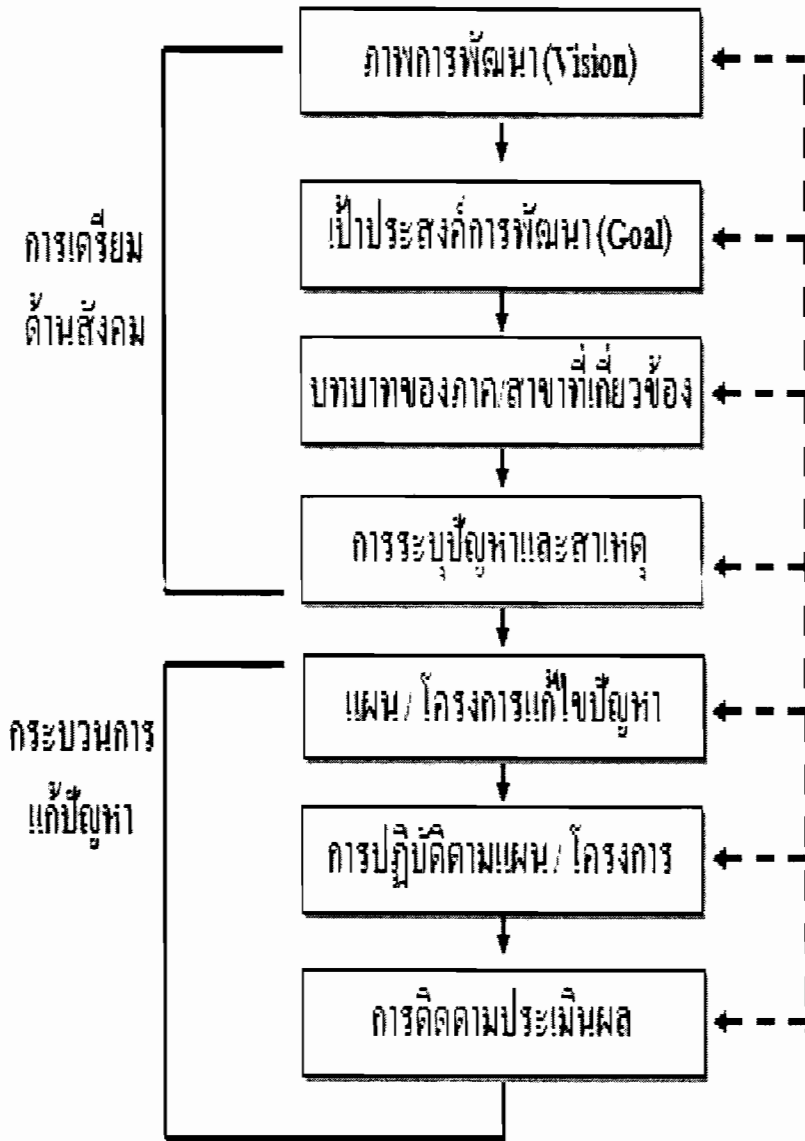 ภาพการพัฒนา (Vision)
เป้าประสงค์การพัฒนา (Goal)
การเตรียม
ด้านสังคม
บทบาทของภาค/สาขาที่เกี่ยวข้อง
การระบุปัญหาและสาเหตุ
แผน / โครงการแก้ไขปัญหา
กระบวนการ
แก้ปัญหา
การปฏิบัติตามแผน / โครงการ
การติดตามประเมินผล